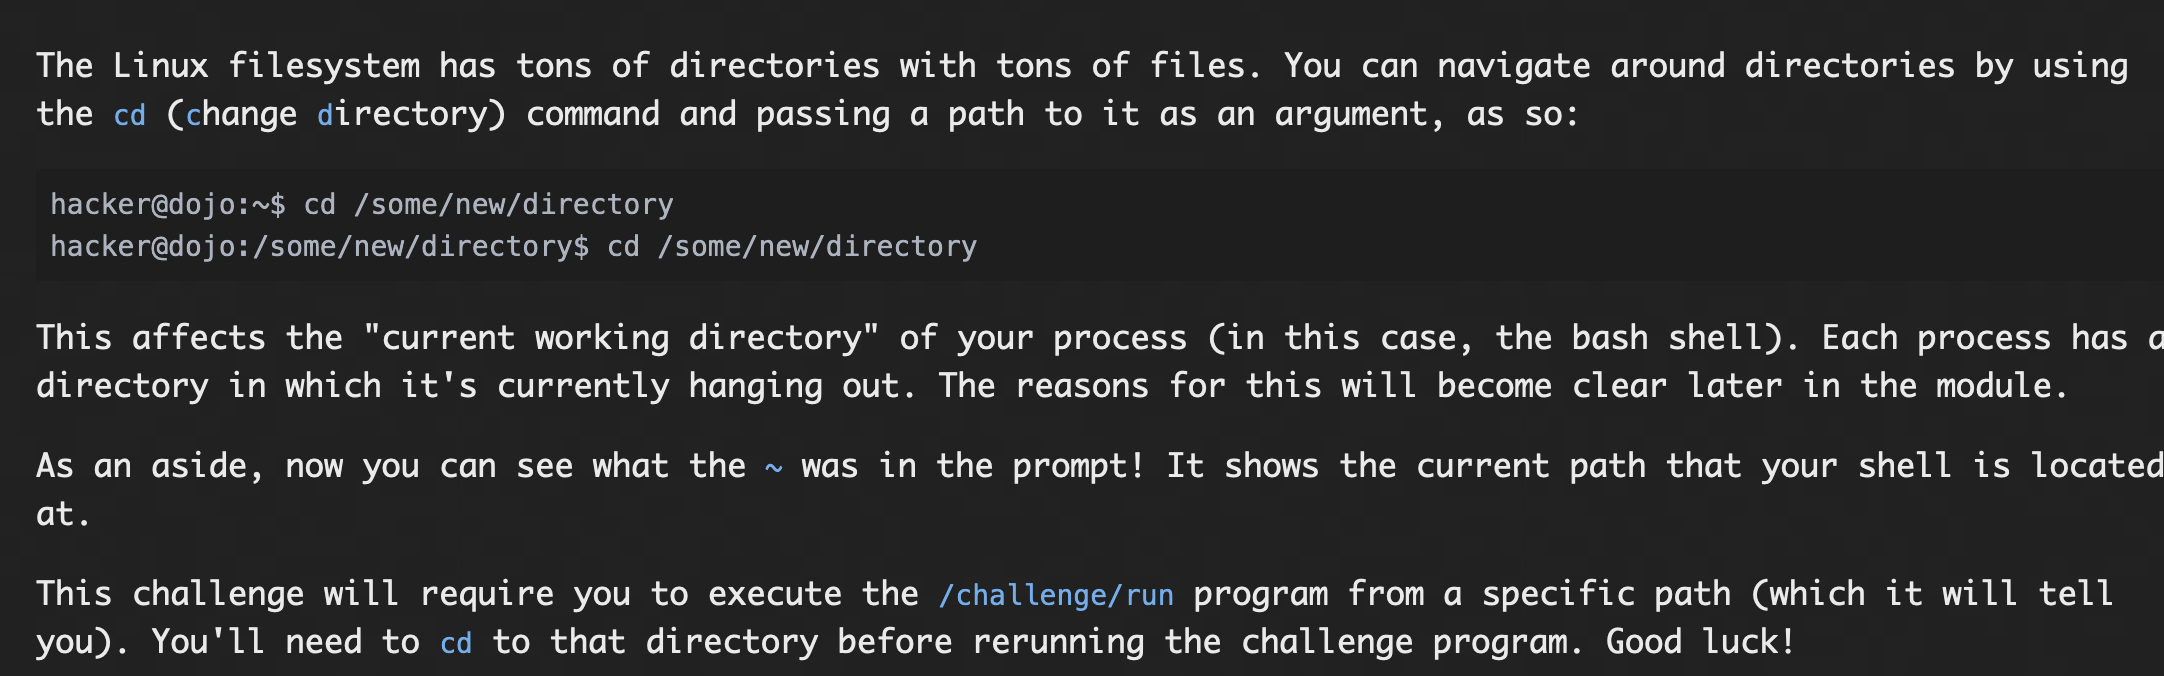 The Linux filesystem has tons of directories with tons of files. You can navigate around directories by using
the cd (change directory) command and passing a path to it as an argument, as so:
hacker@dojo:~$ cd /some/new/directory
hacker@dojo:/some/new/directory$ cd /some/new/directory
This affects the "current working directory" of your process (in this case, the bash shell). Each process has a
directory in which it's currently hanging out. The reasons for this will become clear later in the module.
As an aside, now you can see what the ~ was in the prompt! It shows the current path that your shell is located
at.
This challenge will require you to execute the /challenge/run program from a specific path (which it will tell
you). You'll need to cd to that directory before rerunning the challenge program. Good luck!